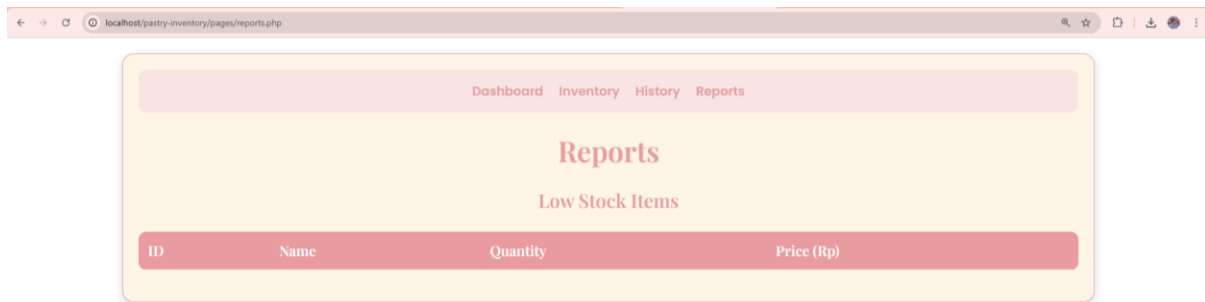 localhost/pastry-inventory/pages/reports.php
Dashboard Inventory History Reports
Reports
Low Stock Items
ID Name Quantity Price (Rp)